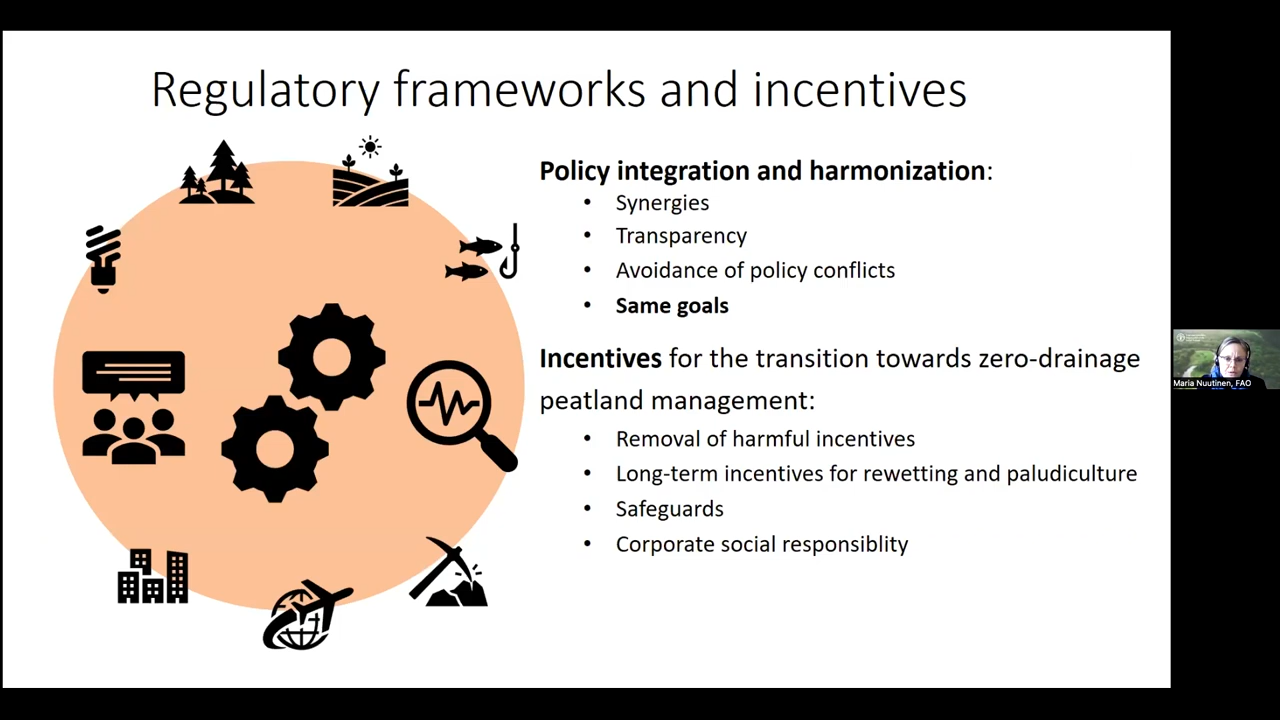 Regulatory frameworks and incentives
Policy integration and harmonization:
• Synergies
• Transparency
• Avoidance of policy conflicts
• Same goals
Incentives for the transition towards zero-drainage
peatland management:
• Removal of harmful incentives
• Long-term incentives for rewetting and paludiculture
• Safeguards
• Corporate social responsiblity
Maria Nuutinen, FAO